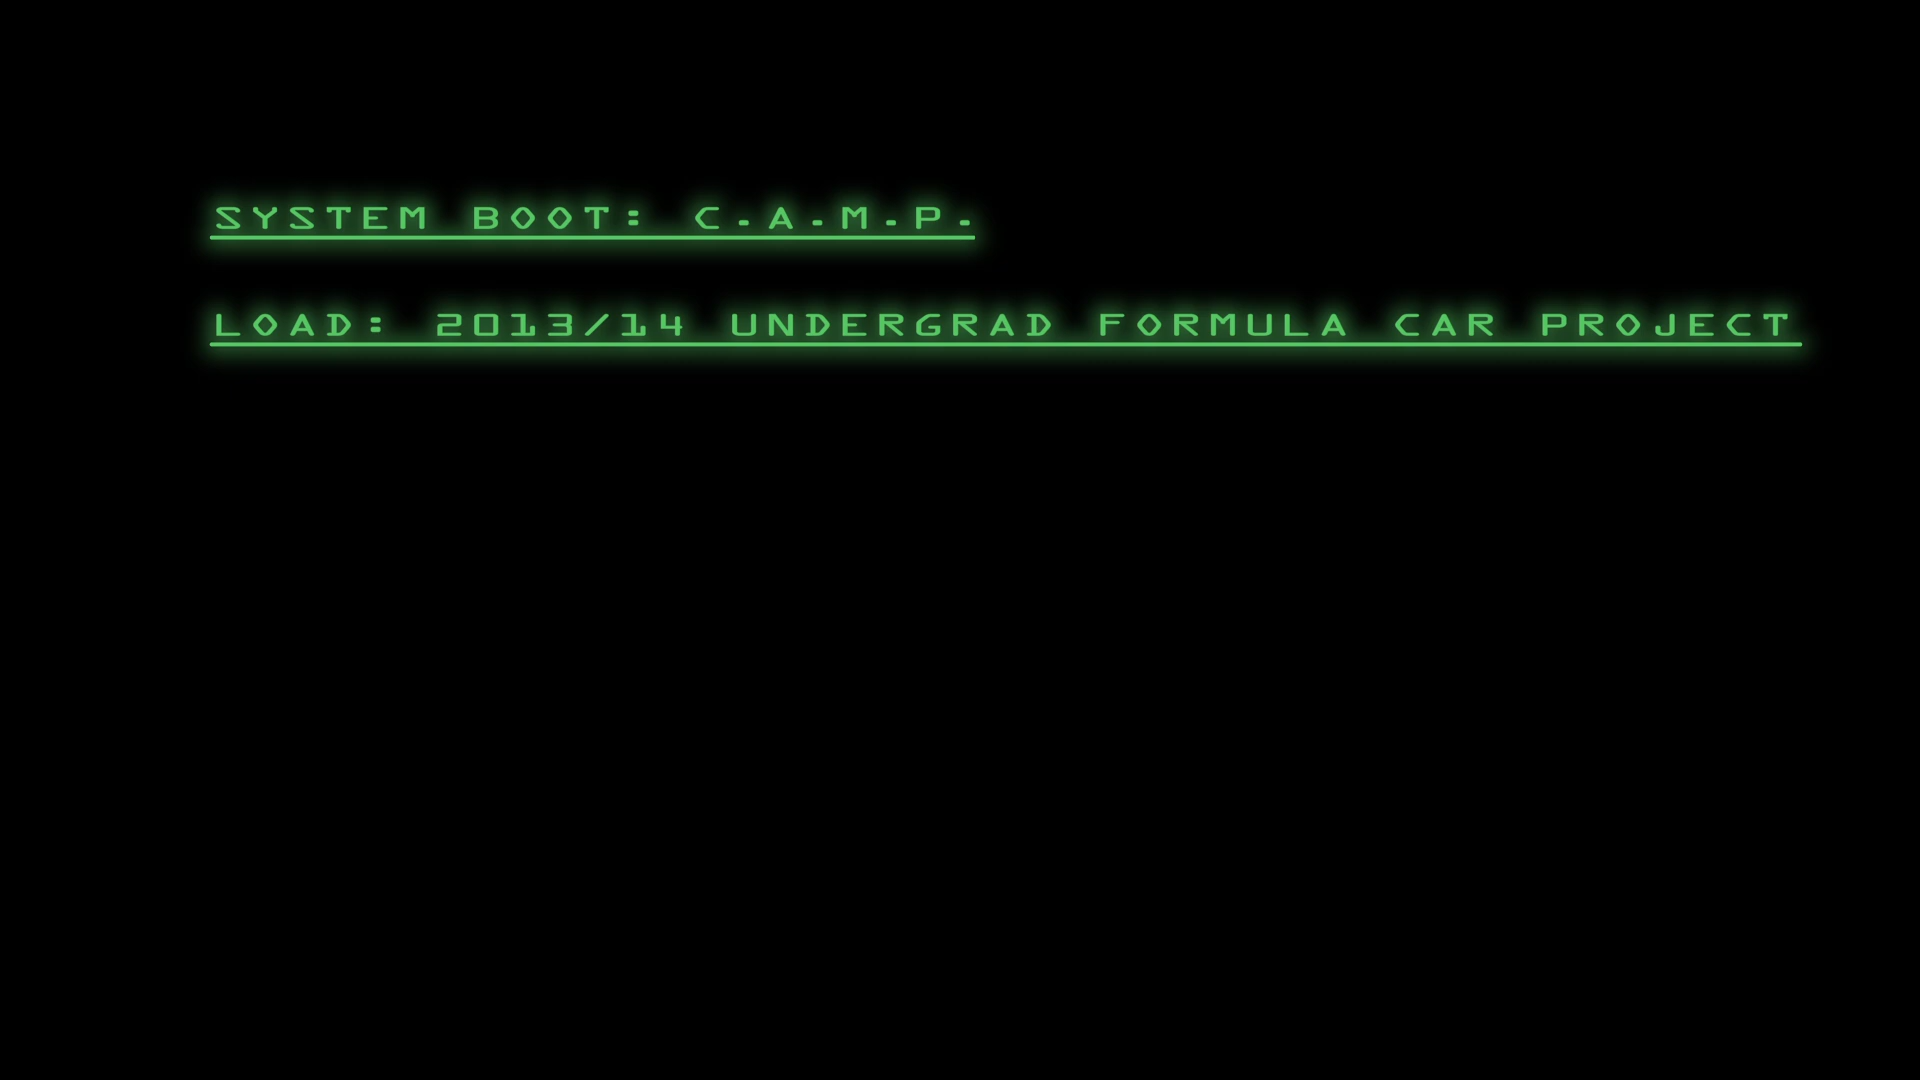 SYSTEM BOOT: C.A.M.P.
LOAD: 2013/14 UNDERGRAD FORMULA CAR PROJECT